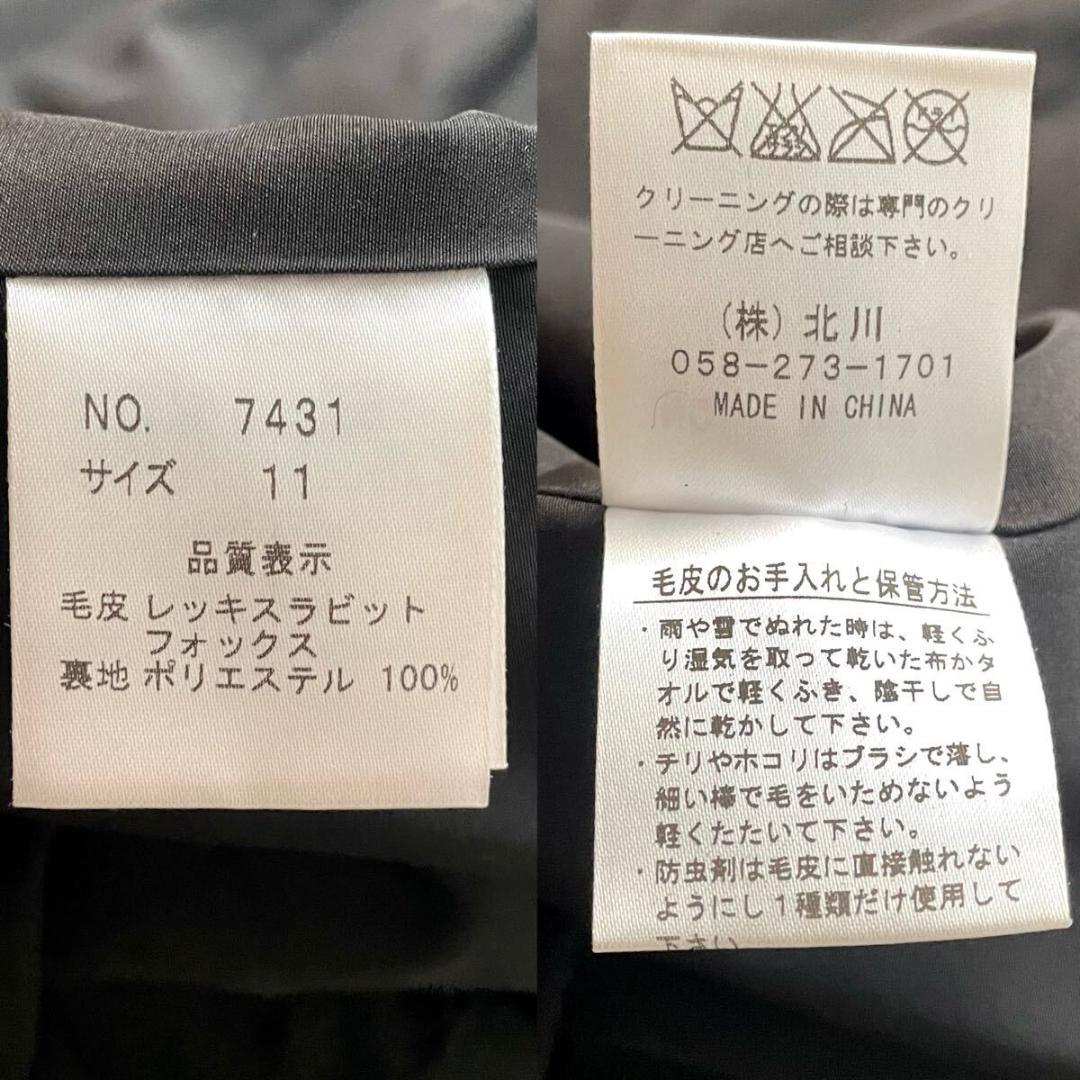 NO. 7431
サイズ 11
品質表示
毛皮 レッキスラビット
フォックス
裏地 ポリエステル 100%
クリーニングの際は専門のクリ
ーニング店へご相談下さい。
(株) 北川
058-273-1701
MADE IN CHINA
毛皮のお手入れと保管方法
・雨や雪でぬれた時は、軽くふ
り湿気を取って乾いた布かタ
オルで軽くふき、陰干しで自
然に乾かして下さい。
・チリやホコリはブラシで落し、
細い棒で毛をいためないよう
軽くたたいて下さい。
・防虫剤は毛皮に直接触れない
ようにし1種類だけ使用して
下さい